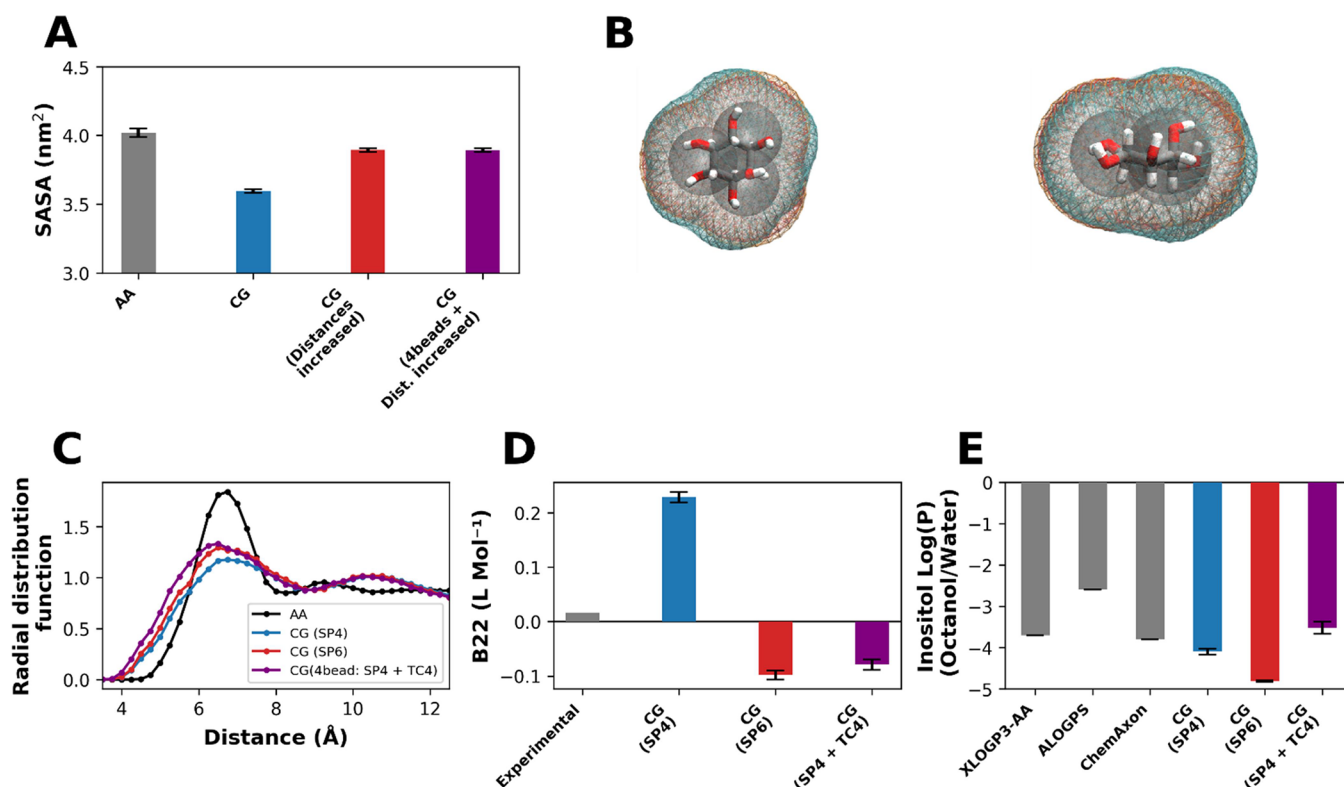 A
SASA (nm²)
4.5
4.0
3.5
3.0
AA
CG
CG
(Distances
increased)
CG
(4beads +
Dist. increased)
B
C
Radial distribution
function
1.5
1.0
0.5
0.0
4
6
8
10
12
Distance (Å)
AA
CG (SP4)
CG (SP6)
CG(4bead: SP4 + TC4)
D
B22 (L Mol⁻¹)
0.2
0.1
0.0
−0.1
Experimental
CG
(SP4)
CG
(SP6)
CG
(SP4 + TC4)
E
Inositol Log(P)
(Octanol/Water)
0
−1
−2
−3
−4
−5
XLOGP3-AA
ALOGPS
ChemAxon
CG
(SP4)
CG
(SP6)
CG
(SP4 + TC4)